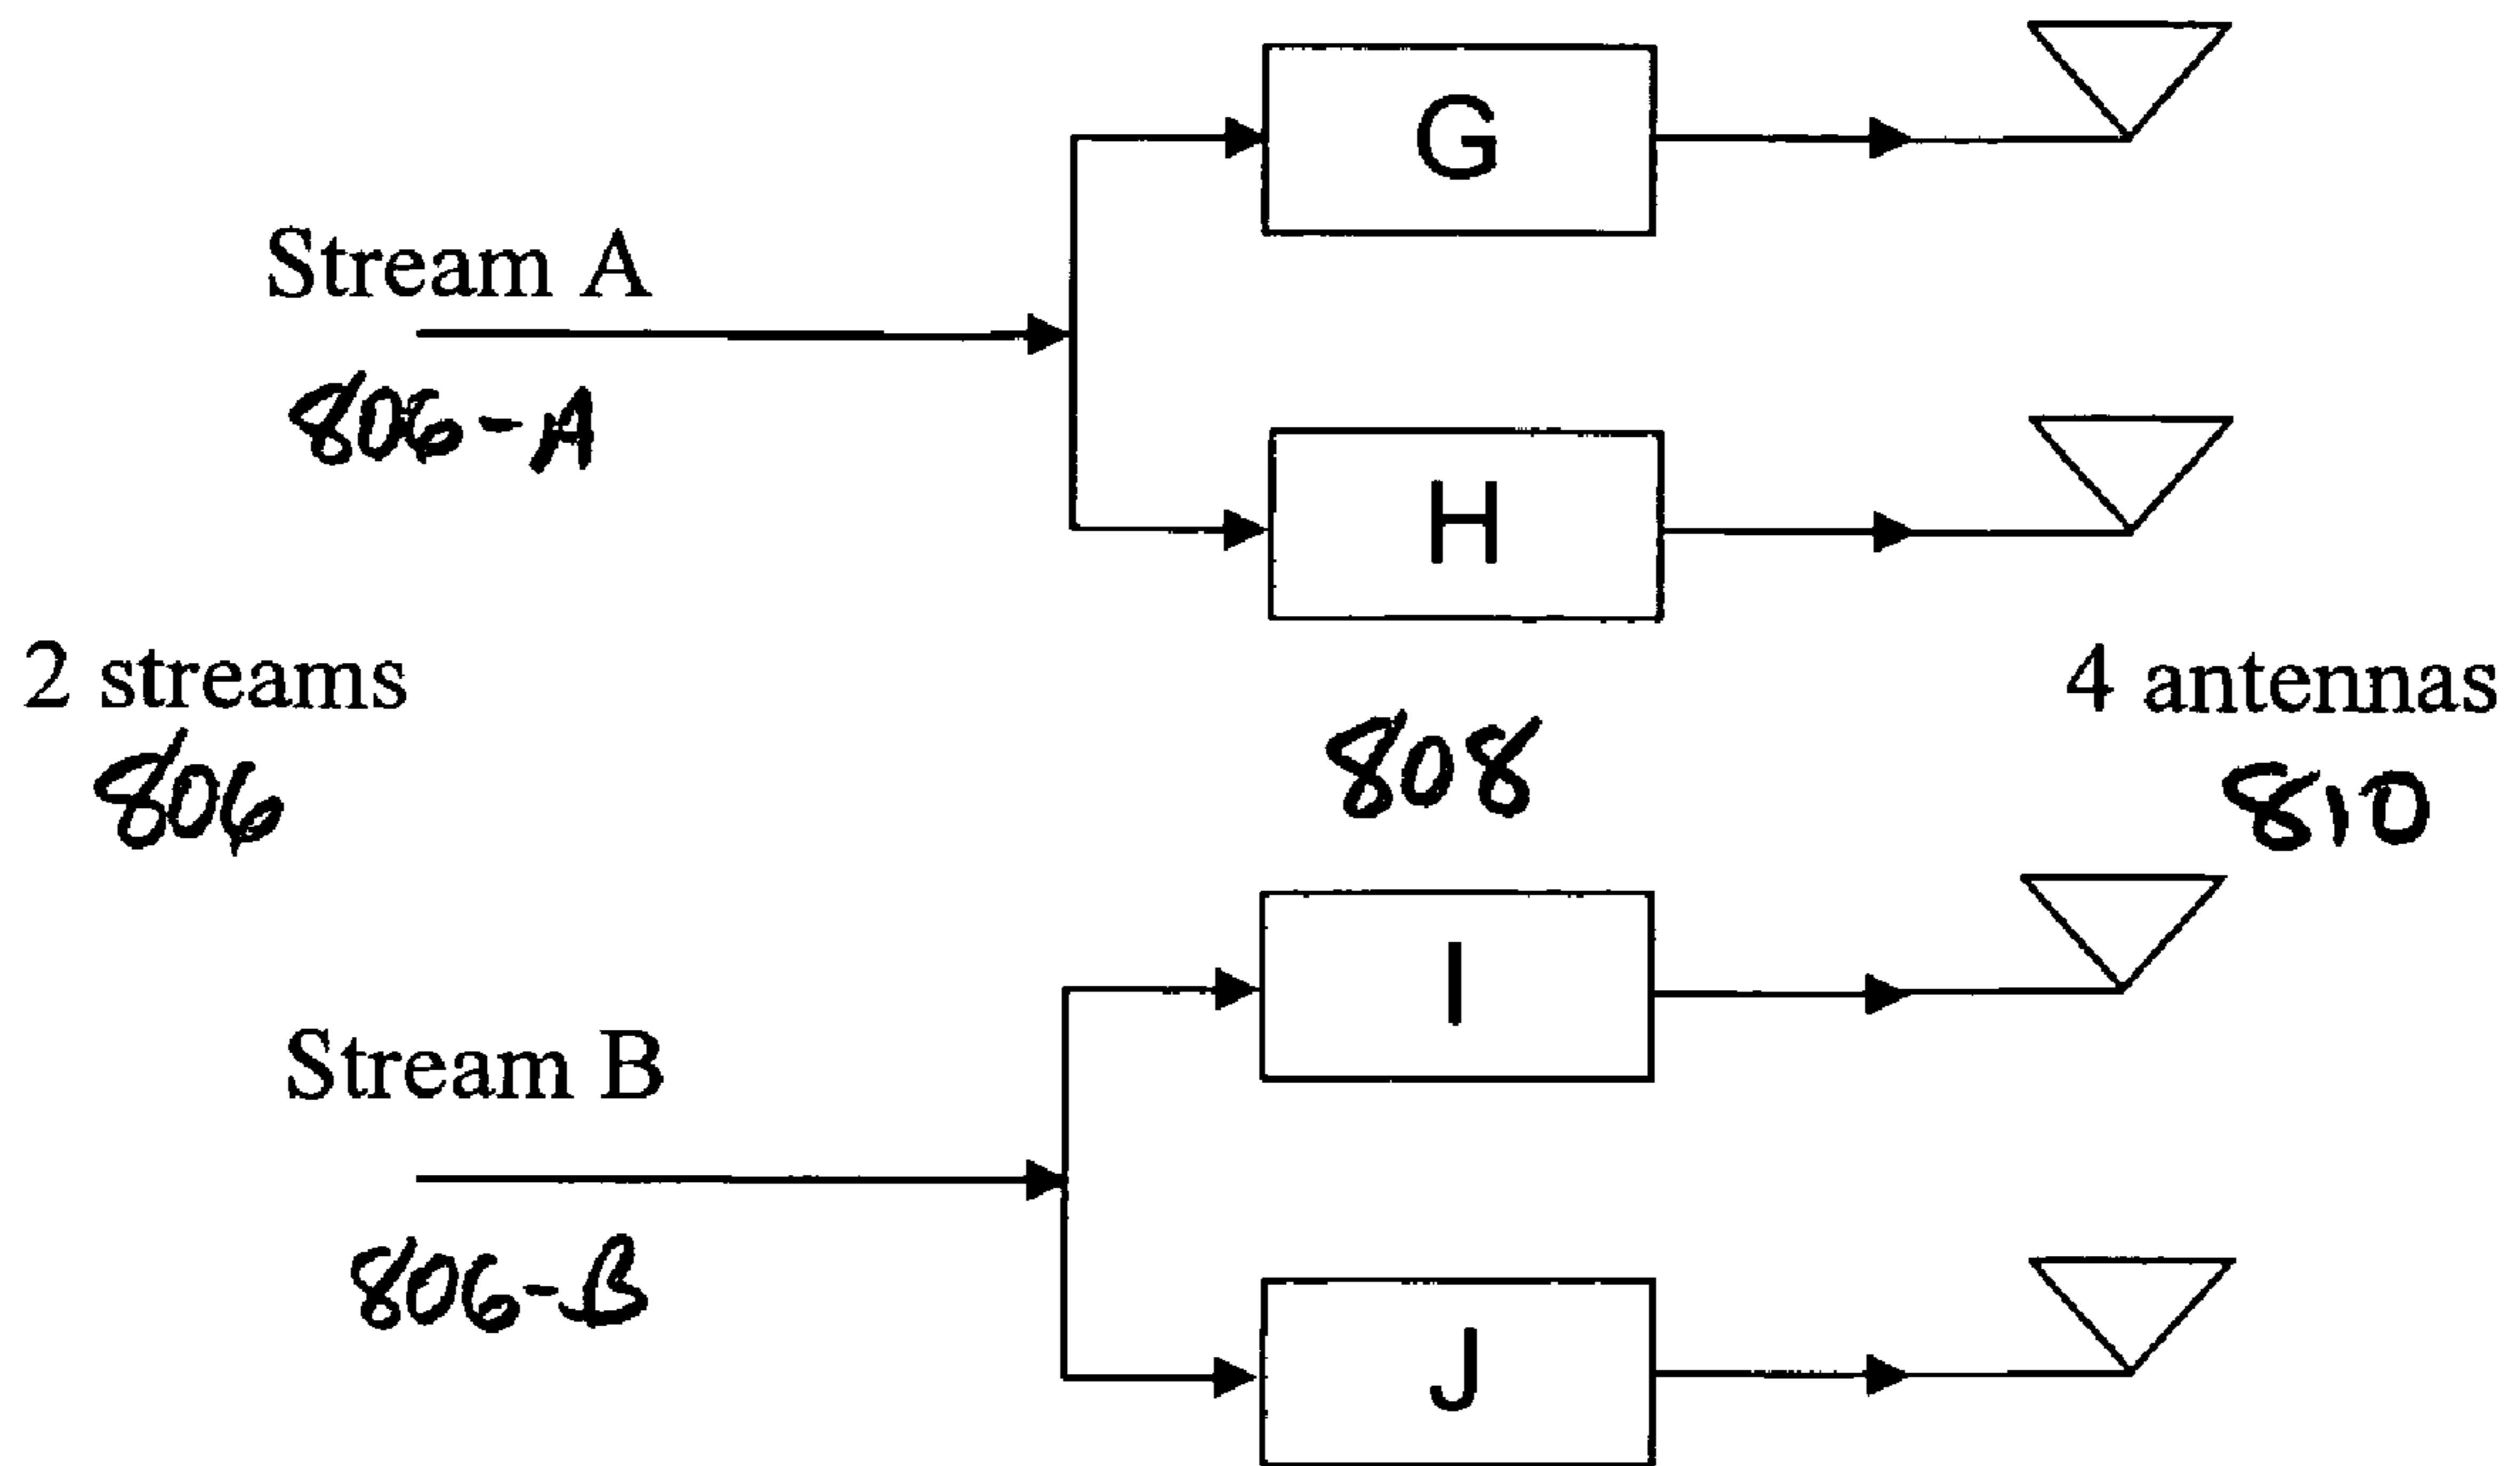 G
Stream A
806-A
H
2 streams
4 antennas
806
808
810
I
Stream B
806-B
J